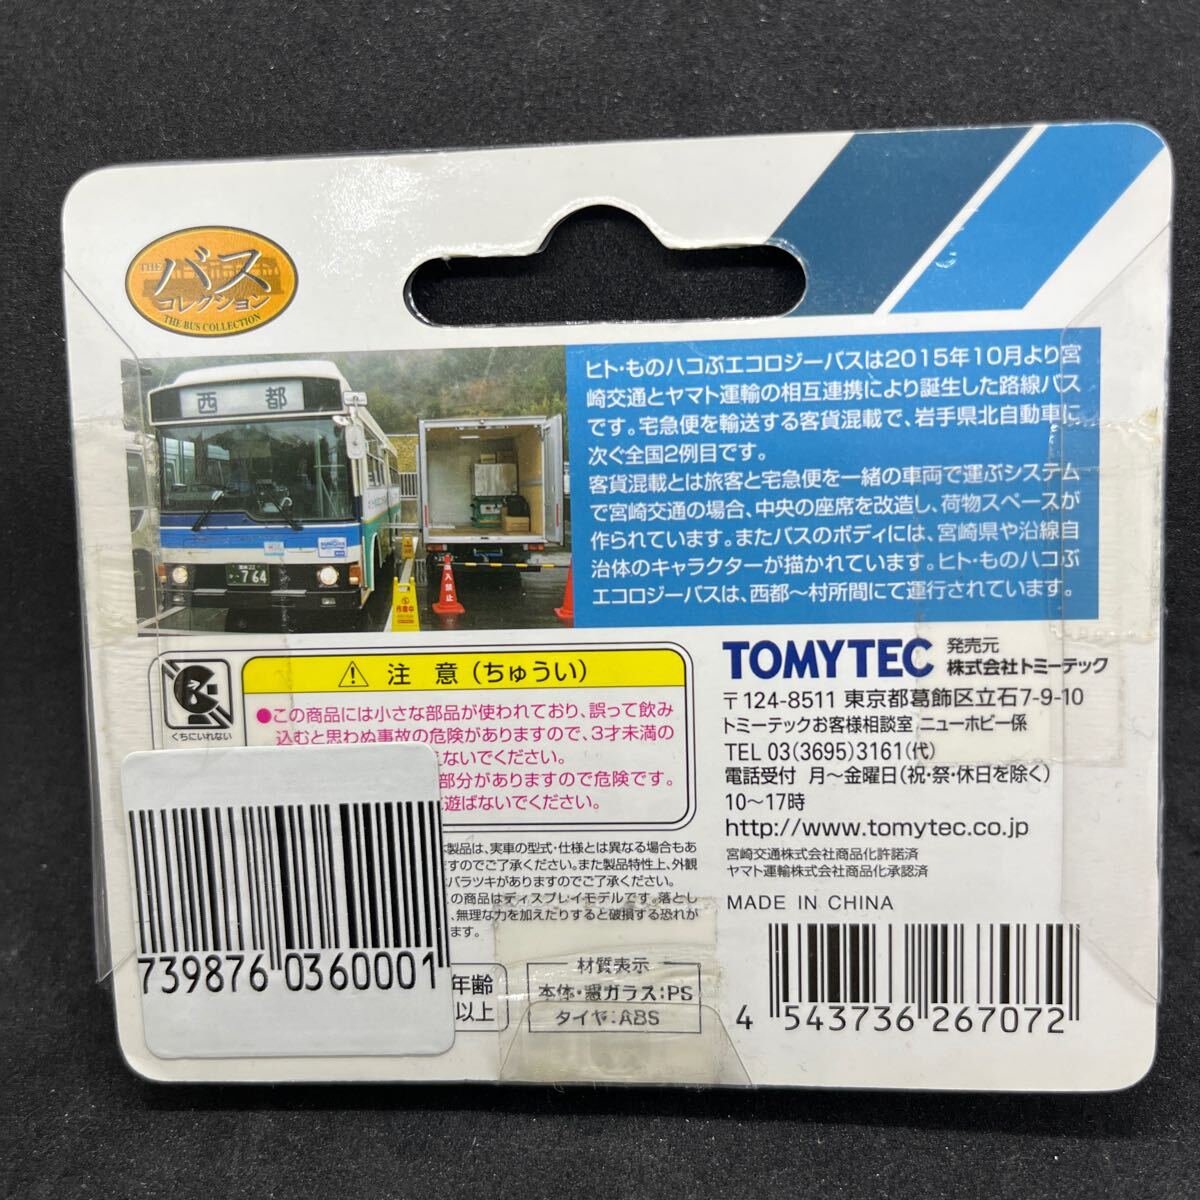 THE
バス
コレクション
THE BUS COLLECTION
西 都
・764
入禁止
作業中
ヒト・ものハコぶエコロジーバスは2015年10月より宮
崎交通とヤマト運輸の相互連携により誕生した路線バス
です。宅急便を輸送する客貨混載で、岩手県北自動車に
次ぐ全国2例目です。
客貨混載とは旅客と宅急便を一緒の車両で運ぶシステム
で宮崎交通の場合、中央の座席を改造し、荷物スペースが
作られています。またバスのボディには、宮崎県や沿線自
治体のキャラクターが描かれています。ヒト・ものハコぶ
エコロジーバスは、西都〜村所間にて運行されています。
くちにいれない
注 意 (ちゅうい)
●この商品には小さな部品が使われており、誤って飲み
込むと思わぬ事故の危険がありますので、3才未満の
えないでください。
部分がありますので危険です。
遊ばないでください。
製品は、実車の型式・仕様とは異なる場合もあ
ますのでご了承ください。また製品特性上、外観
バラツキがありますのでご了承ください。
の商品はディスプレイモデルです。落とし
、無理な力を加えたりすると破損する恐れが
ます。
年齢
以上
材質表示
本体・窓ガラス:PS
タイヤ:ABS
739876 0360001
TOMYTEC
発売元
株式会社トミーテック
〒124-8511 東京都葛飾区立石7-9-10
トミーテックお客様相談室 ニューホビー係
TEL 03(3695)3161(代)
電話受付 月〜金曜日(祝・祭・休日を除く)
10〜17時
http://www.tomytec.co.jp
宮崎交通株式会社商品化許諾済
ヤマト運輸株式会社商品化承認済
MADE IN CHINA
4 543736 267072